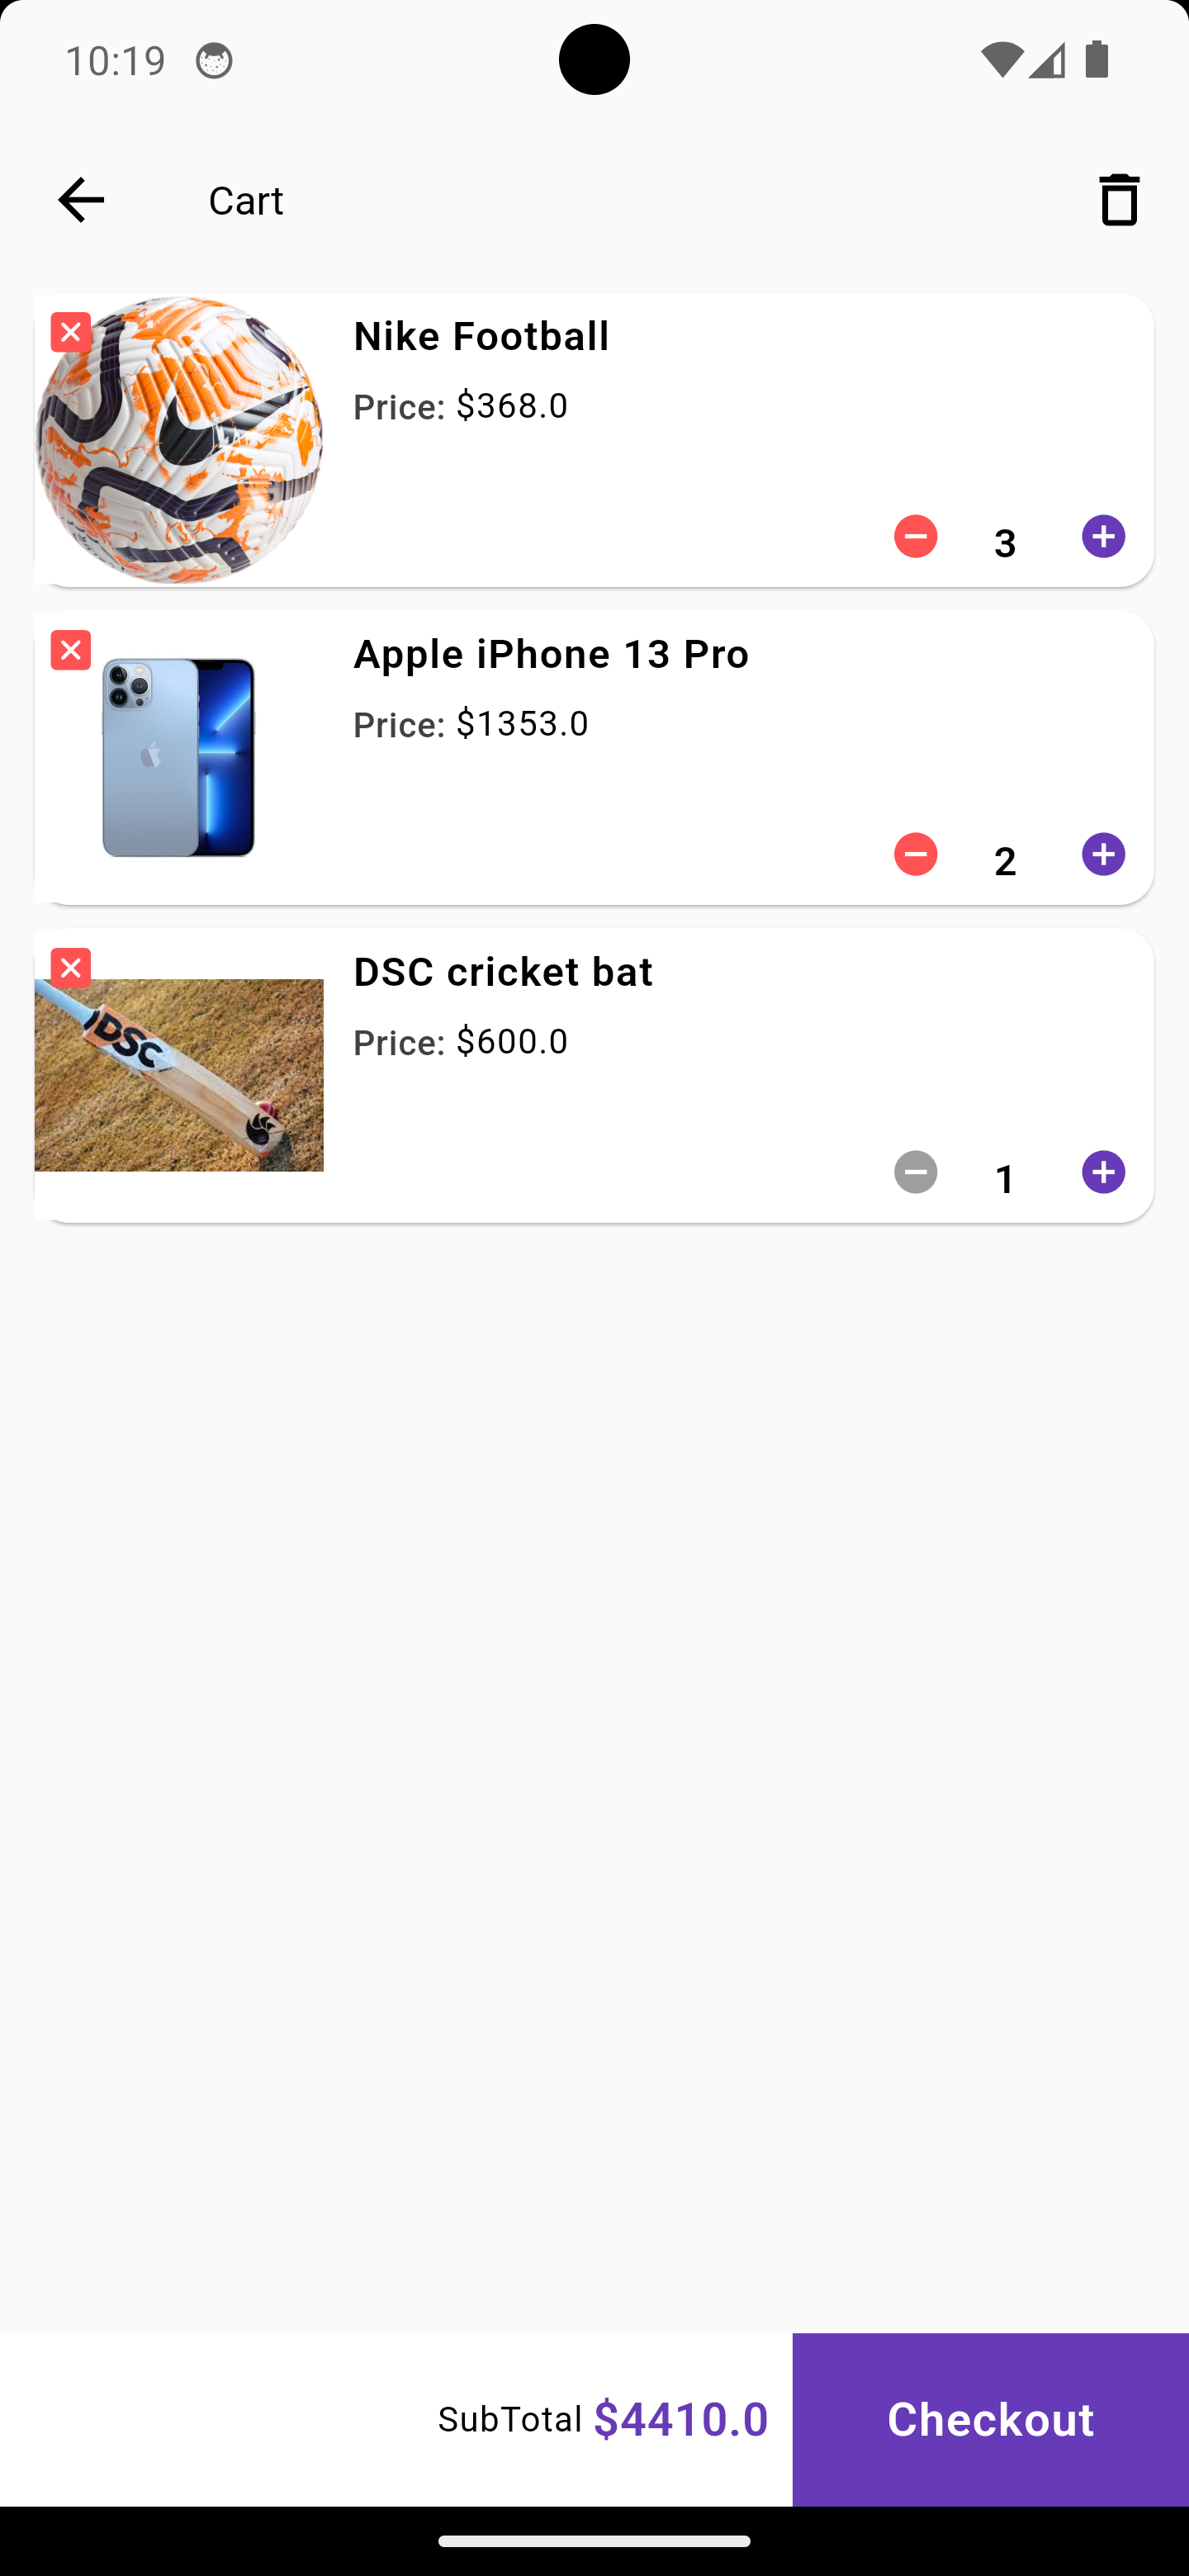 10:19
Cart
Nike Football
Price: $368.0
3
Apple iPhone 13 Pro
Price: $1353.0
2
DSC cricket bat
Price: $600.0
DSC
1
SubTotal $4410.0
Checkout